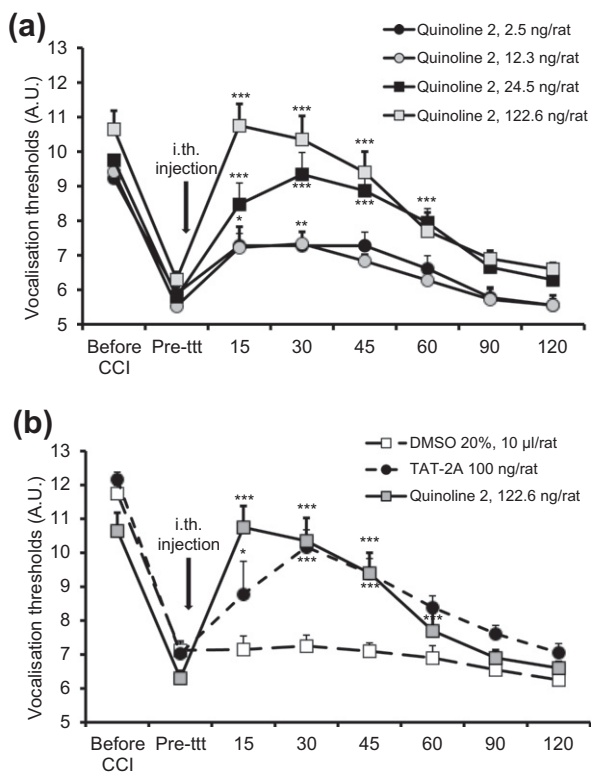 (a)
Vocalisation thresholds (A.U.)
13
12
11
10
9
8
7
6
5
Quinoline 2, 2.5 ng/rat
Quinoline 2, 12.3 ng/rat
Quinoline 2, 24.5 ng/rat
Quinoline 2, 122.6 ng/rat
i.th.
injection
***
***
***
***
***
***
***
*
**
Before
CCI
Pre-ttt
15
30
45
60
90
120
(b)
Vocalisation thresholds (A.U.)
13
12
11
10
9
8
7
6
5
DMSO 20%, 10 µl/rat
TAT-2A 100 ng/rat
Quinoline 2, 122.6 ng/rat
i.th.
injection
***
***
***
*
***
***
***
Before
CCI
Pre-ttt
15
30
45
60
90
120